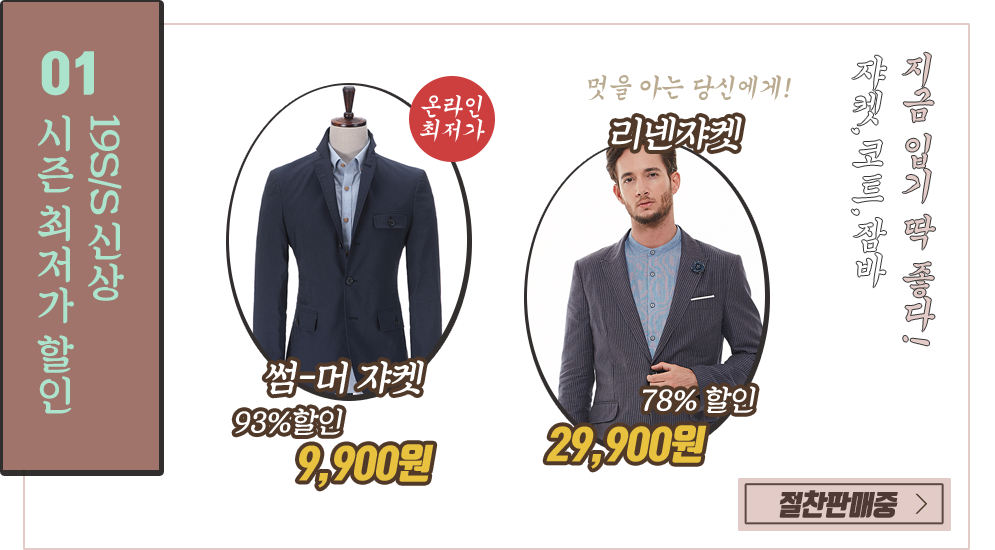 01
19S/S 신상
시즌 최저가 할인
온라인
최저가
썸-머 쟈켓
93%할인
9,900원
멋을 아는 당신에게!
리넨쟈켓
78% 할인
29,900원
지금 입기 딱 좋다!
쟈켓, 코트, 잠바
절찬판매중 >